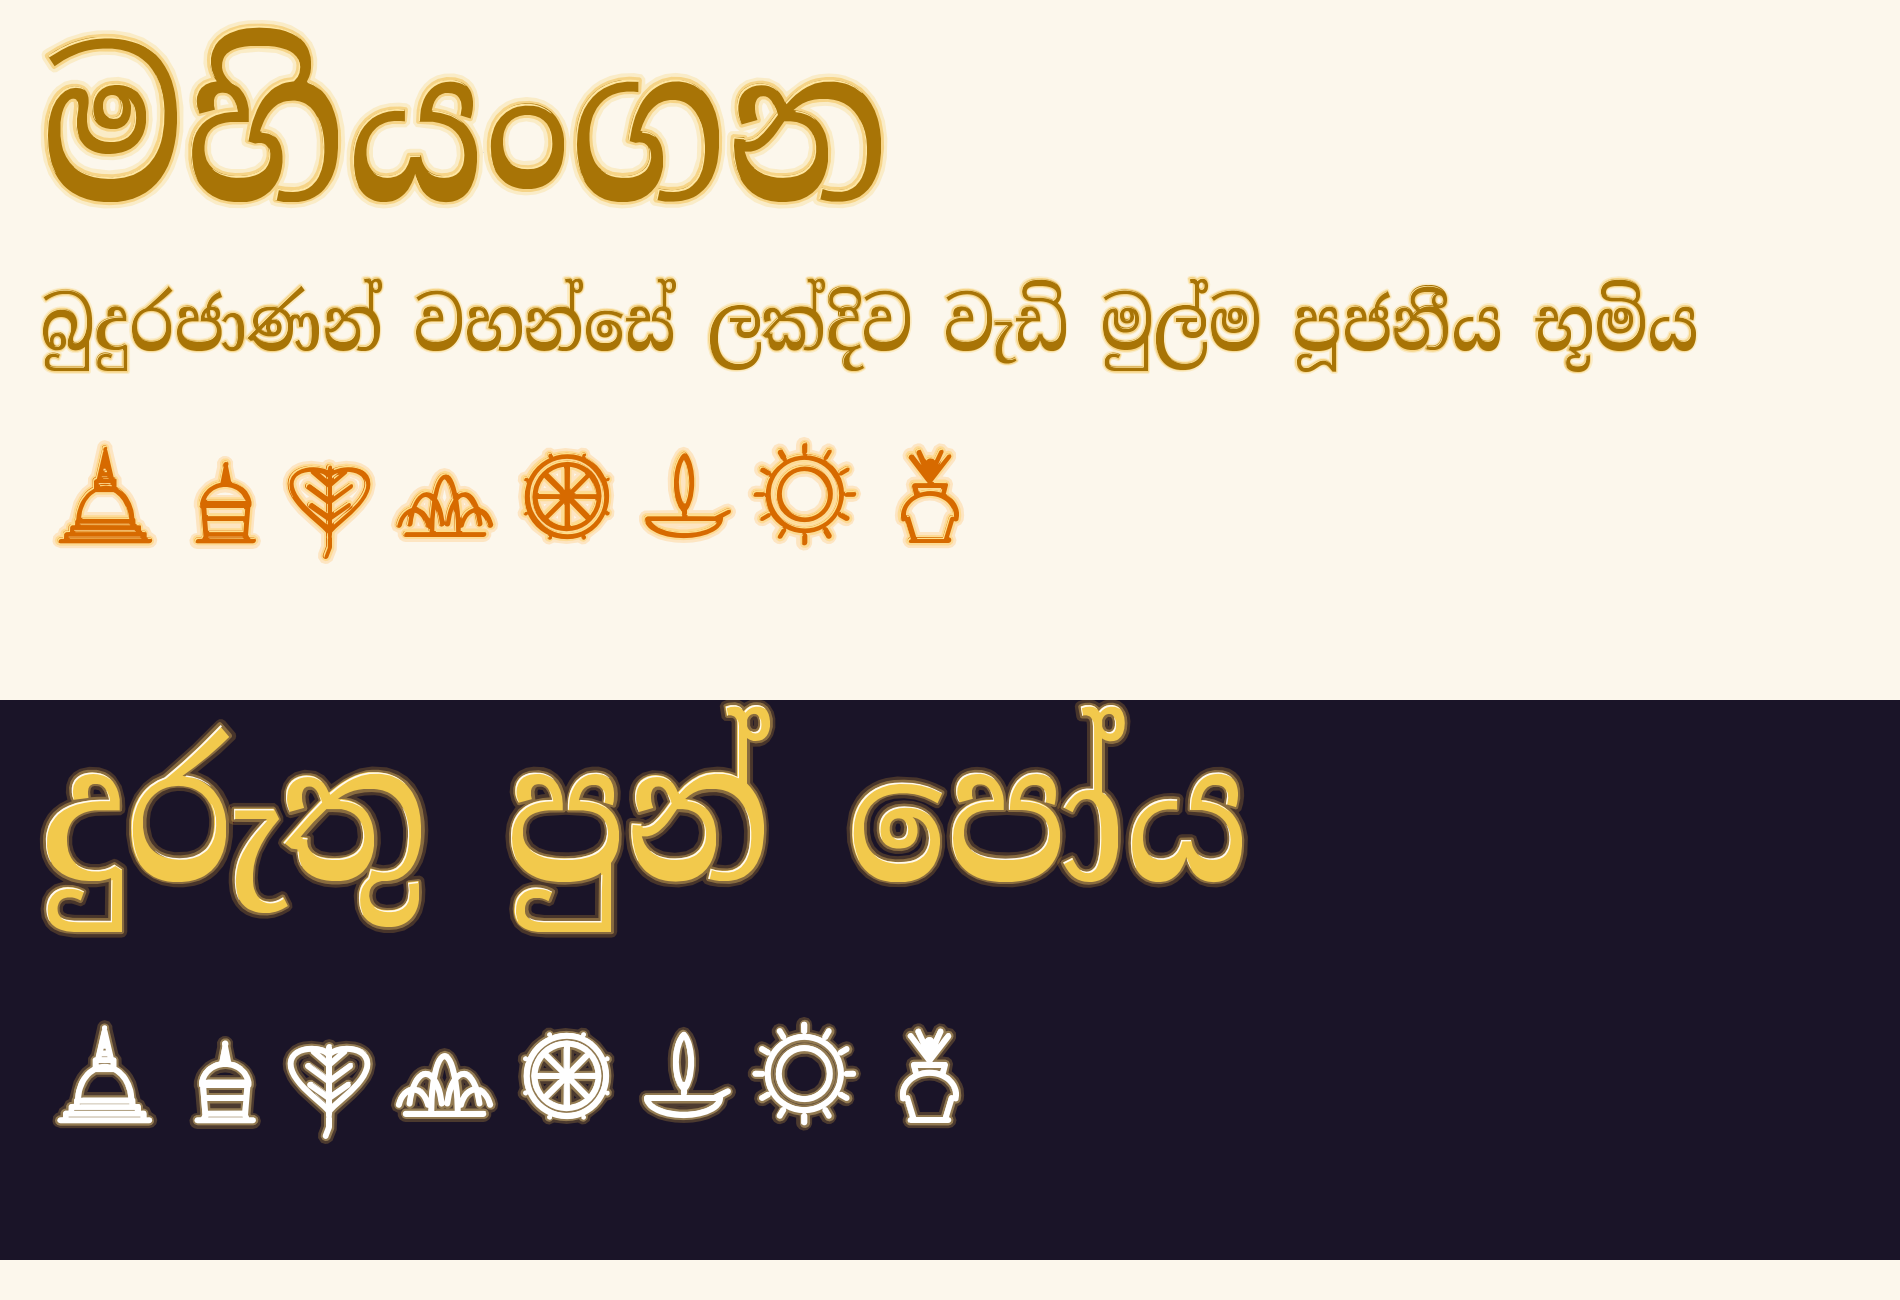 මහියංගන
බුදුරජාණන් වහන්සේ ලක්දිව වැඩි මුල්ම පූජනීය භූමිය
දුරුතු පුන් පෝය